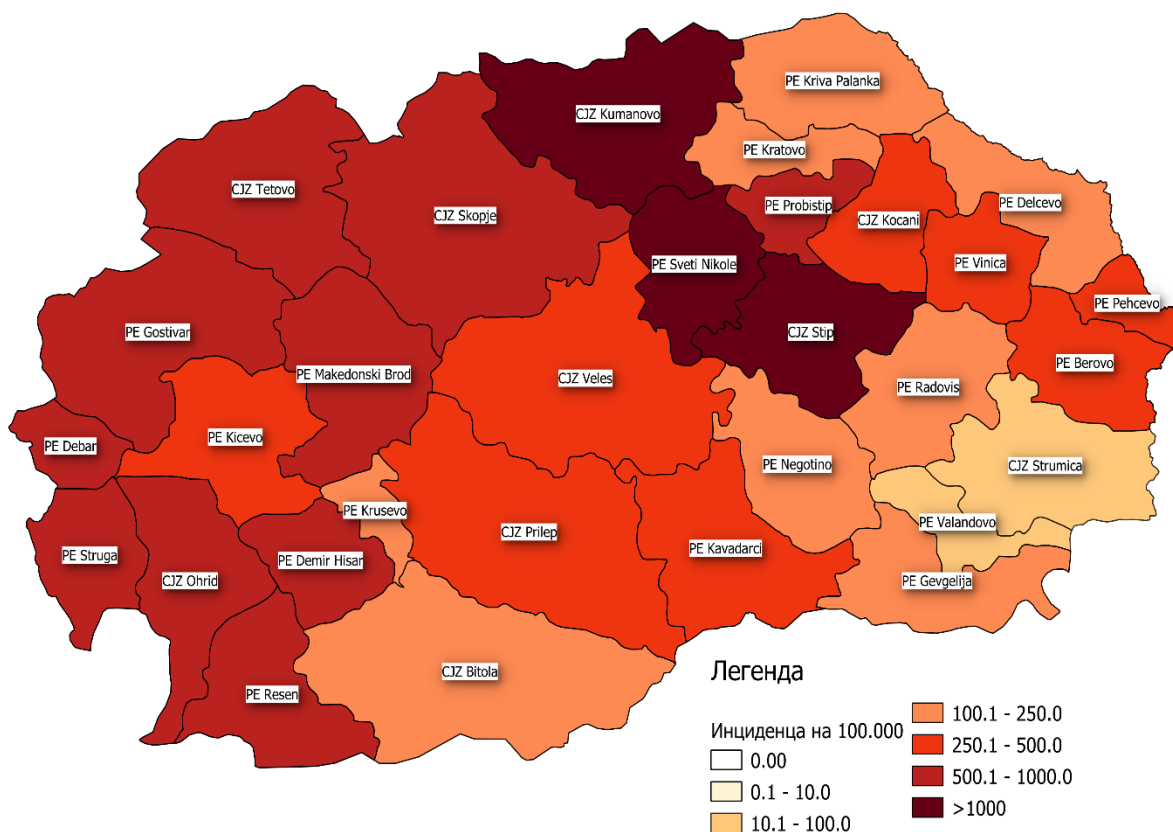 PE Kriva Palanka
CJZ Kumanovo
PE Kratovo
CJZ Tetovo
PE Delcevo
PE Probistip
CJZ Skopje
CJZ Kocani
PE Sveti Nikole
PE Vinica
PE Pehcevo
PE Gostivar
CJZ Stip
PE Berovo
CJZ Veles
PE Makedonski Brod
PE Radovis
PE Kicevo
PE Debar
PE Negotino
CJZ Strumica
PE Krusevo
PE Valandovo
CJZ Prilep
PE Kavadarci
PE Struga
PE Demir Hisar
CJZ Ohrid
PE Gevgelija
CJZ Bitola
PE Resen
Легенда
Инциденца на 100.000
0.00
0.1 - 10.0
10.1 - 100.0
100.1 - 250.0
250.1 - 500.0
500.1 - 1000.0
>1000